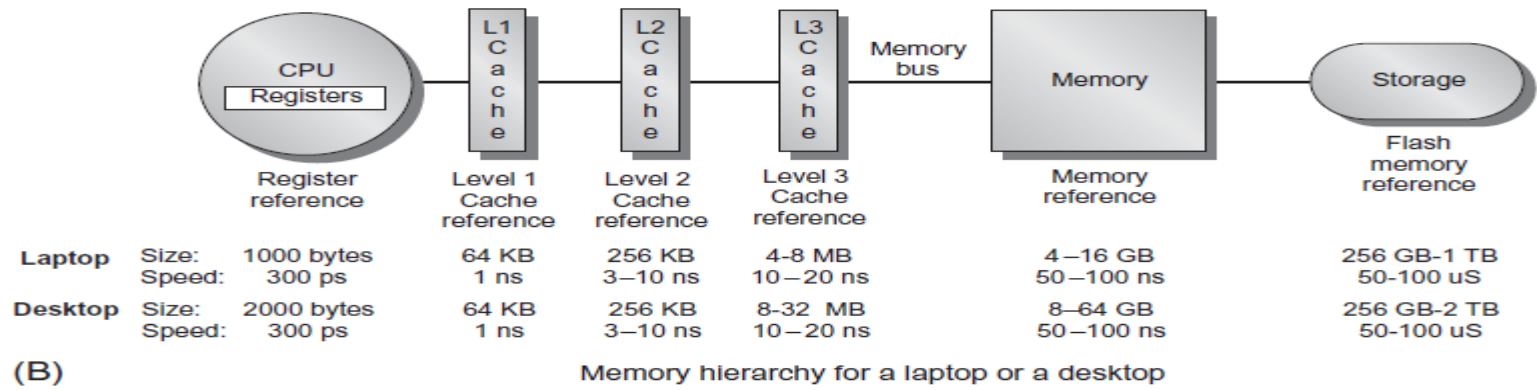 CPU
Registers
L1
C
a
c
h
e
L2
C
a
c
h
e
L3
C
a
c
h
e
Memory
bus
Memory
Storage
Register
reference
Level 1
Cache
reference
Level 2
Cache
reference
Level 3
Cache
reference
Memory
reference
Flash
memory
reference
Laptop Size: 1000 bytes 64 KB 256 KB 4-8 MB 4–16 GB 256 GB-1 TB
Speed: 300 ps 1 ns 3–10 ns 10–20 ns 50–100 ns 50-100 uS
Desktop Size: 2000 bytes 64 KB 256 KB 8-32 MB 8–64 GB 256 GB-2 TB
Speed: 300 ps 1 ns 3–10 ns 10–20 ns 50–100 ns 50-100 uS
(B) Memory hierarchy for a laptop or a desktop